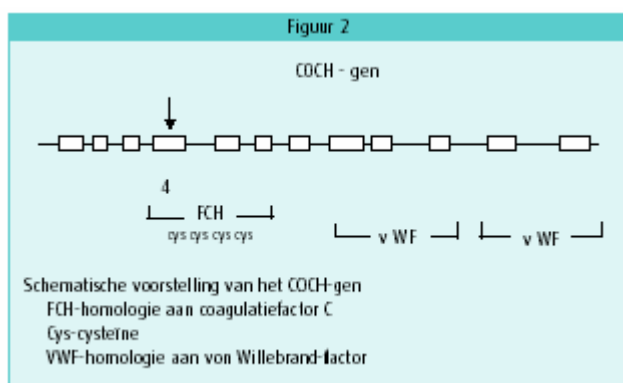 Figuur 2
COCH - gen
4
FCH
cys cys cys cys
v WF
v WF
Schematische voorstelling van het COCH-gen
FCH-homologie aan coagulatiefactor C
Cys-cysteïne
VWF-homologie aan von Willebrand-factor